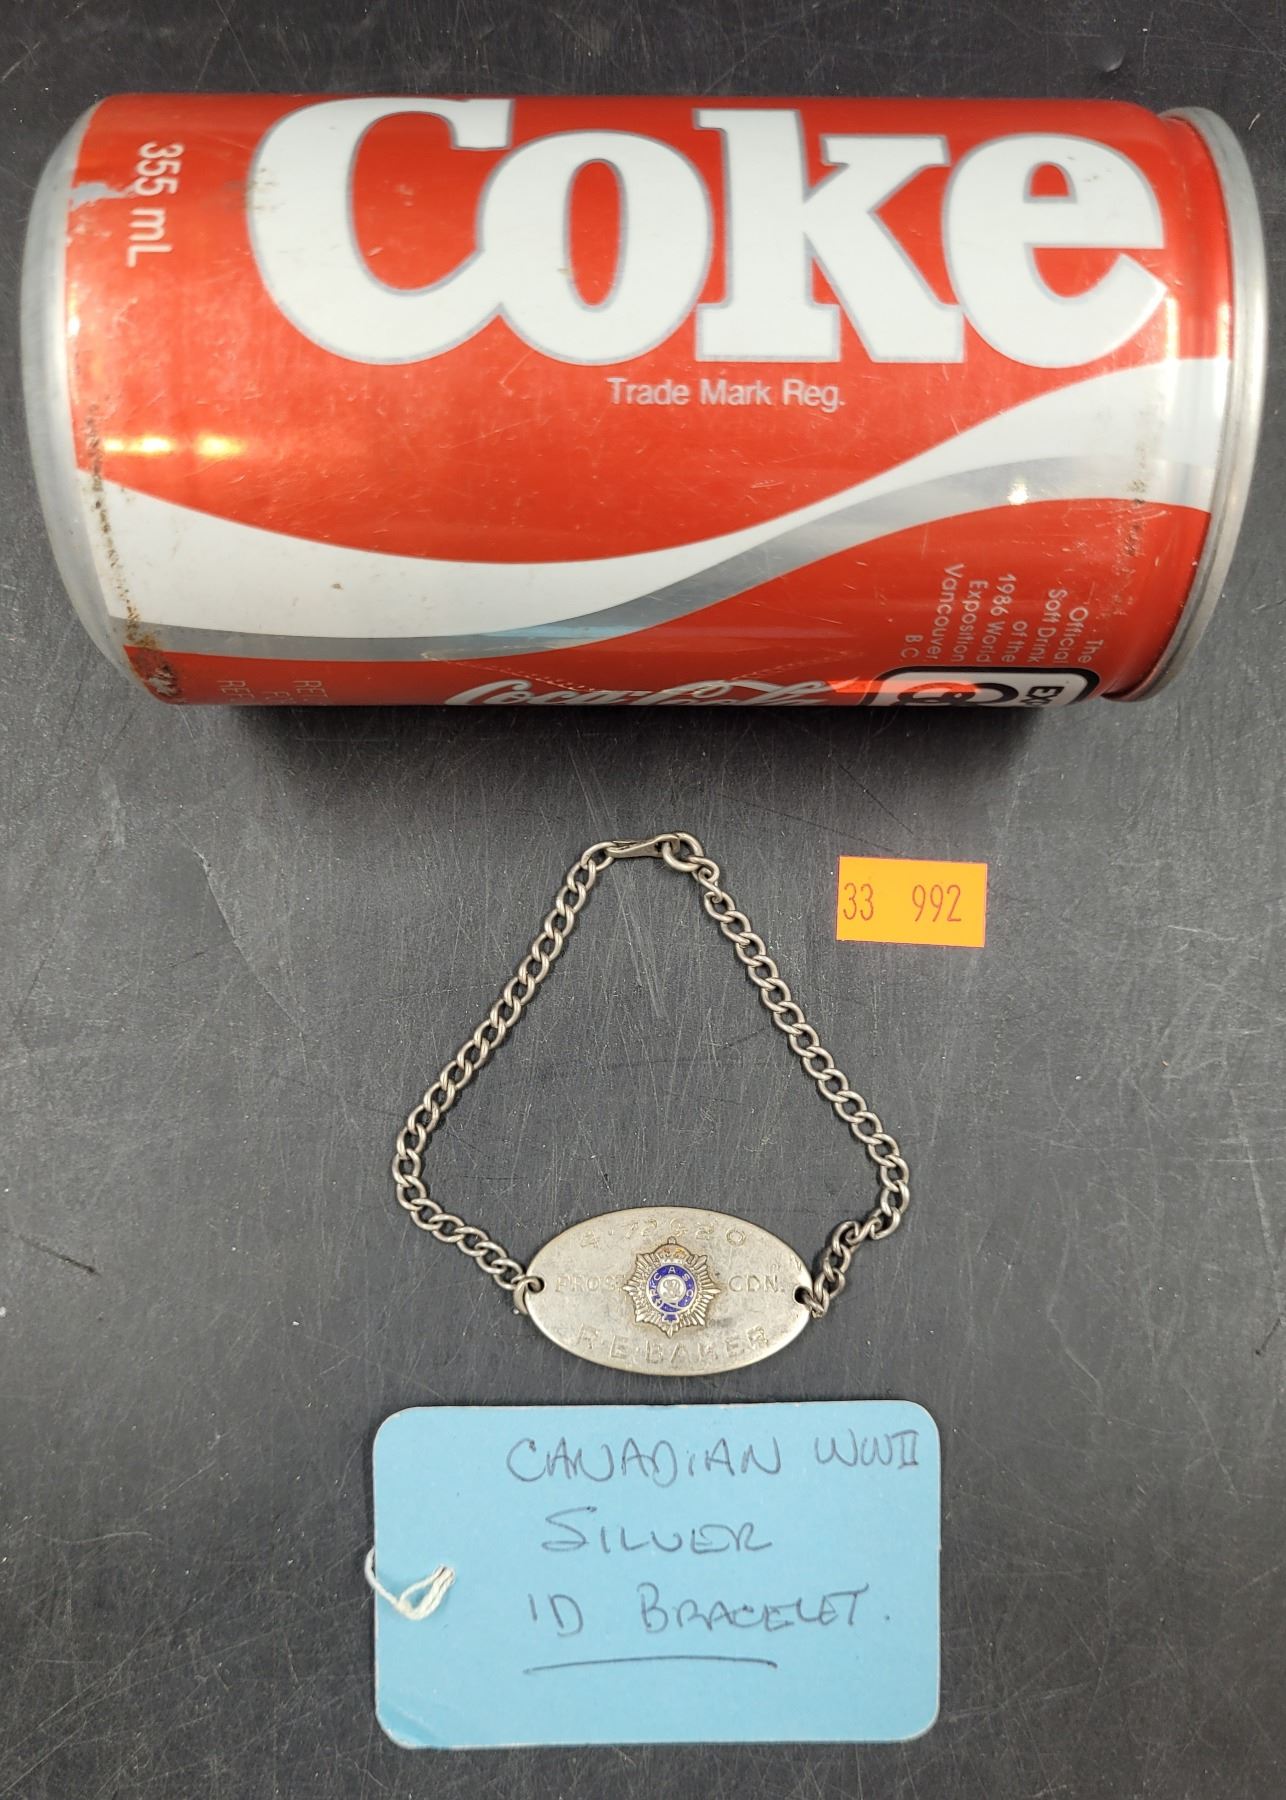 355 mL
Coke
Trade Mark Reg.
The
Official
Soft Drink
of the
1986 World
Exposition
Vancouver
B C
Coca-Cola
33 992
PROS CDN.
R·E·BAKER
CANADIAN WWII
SILVER
ID BRACELET.